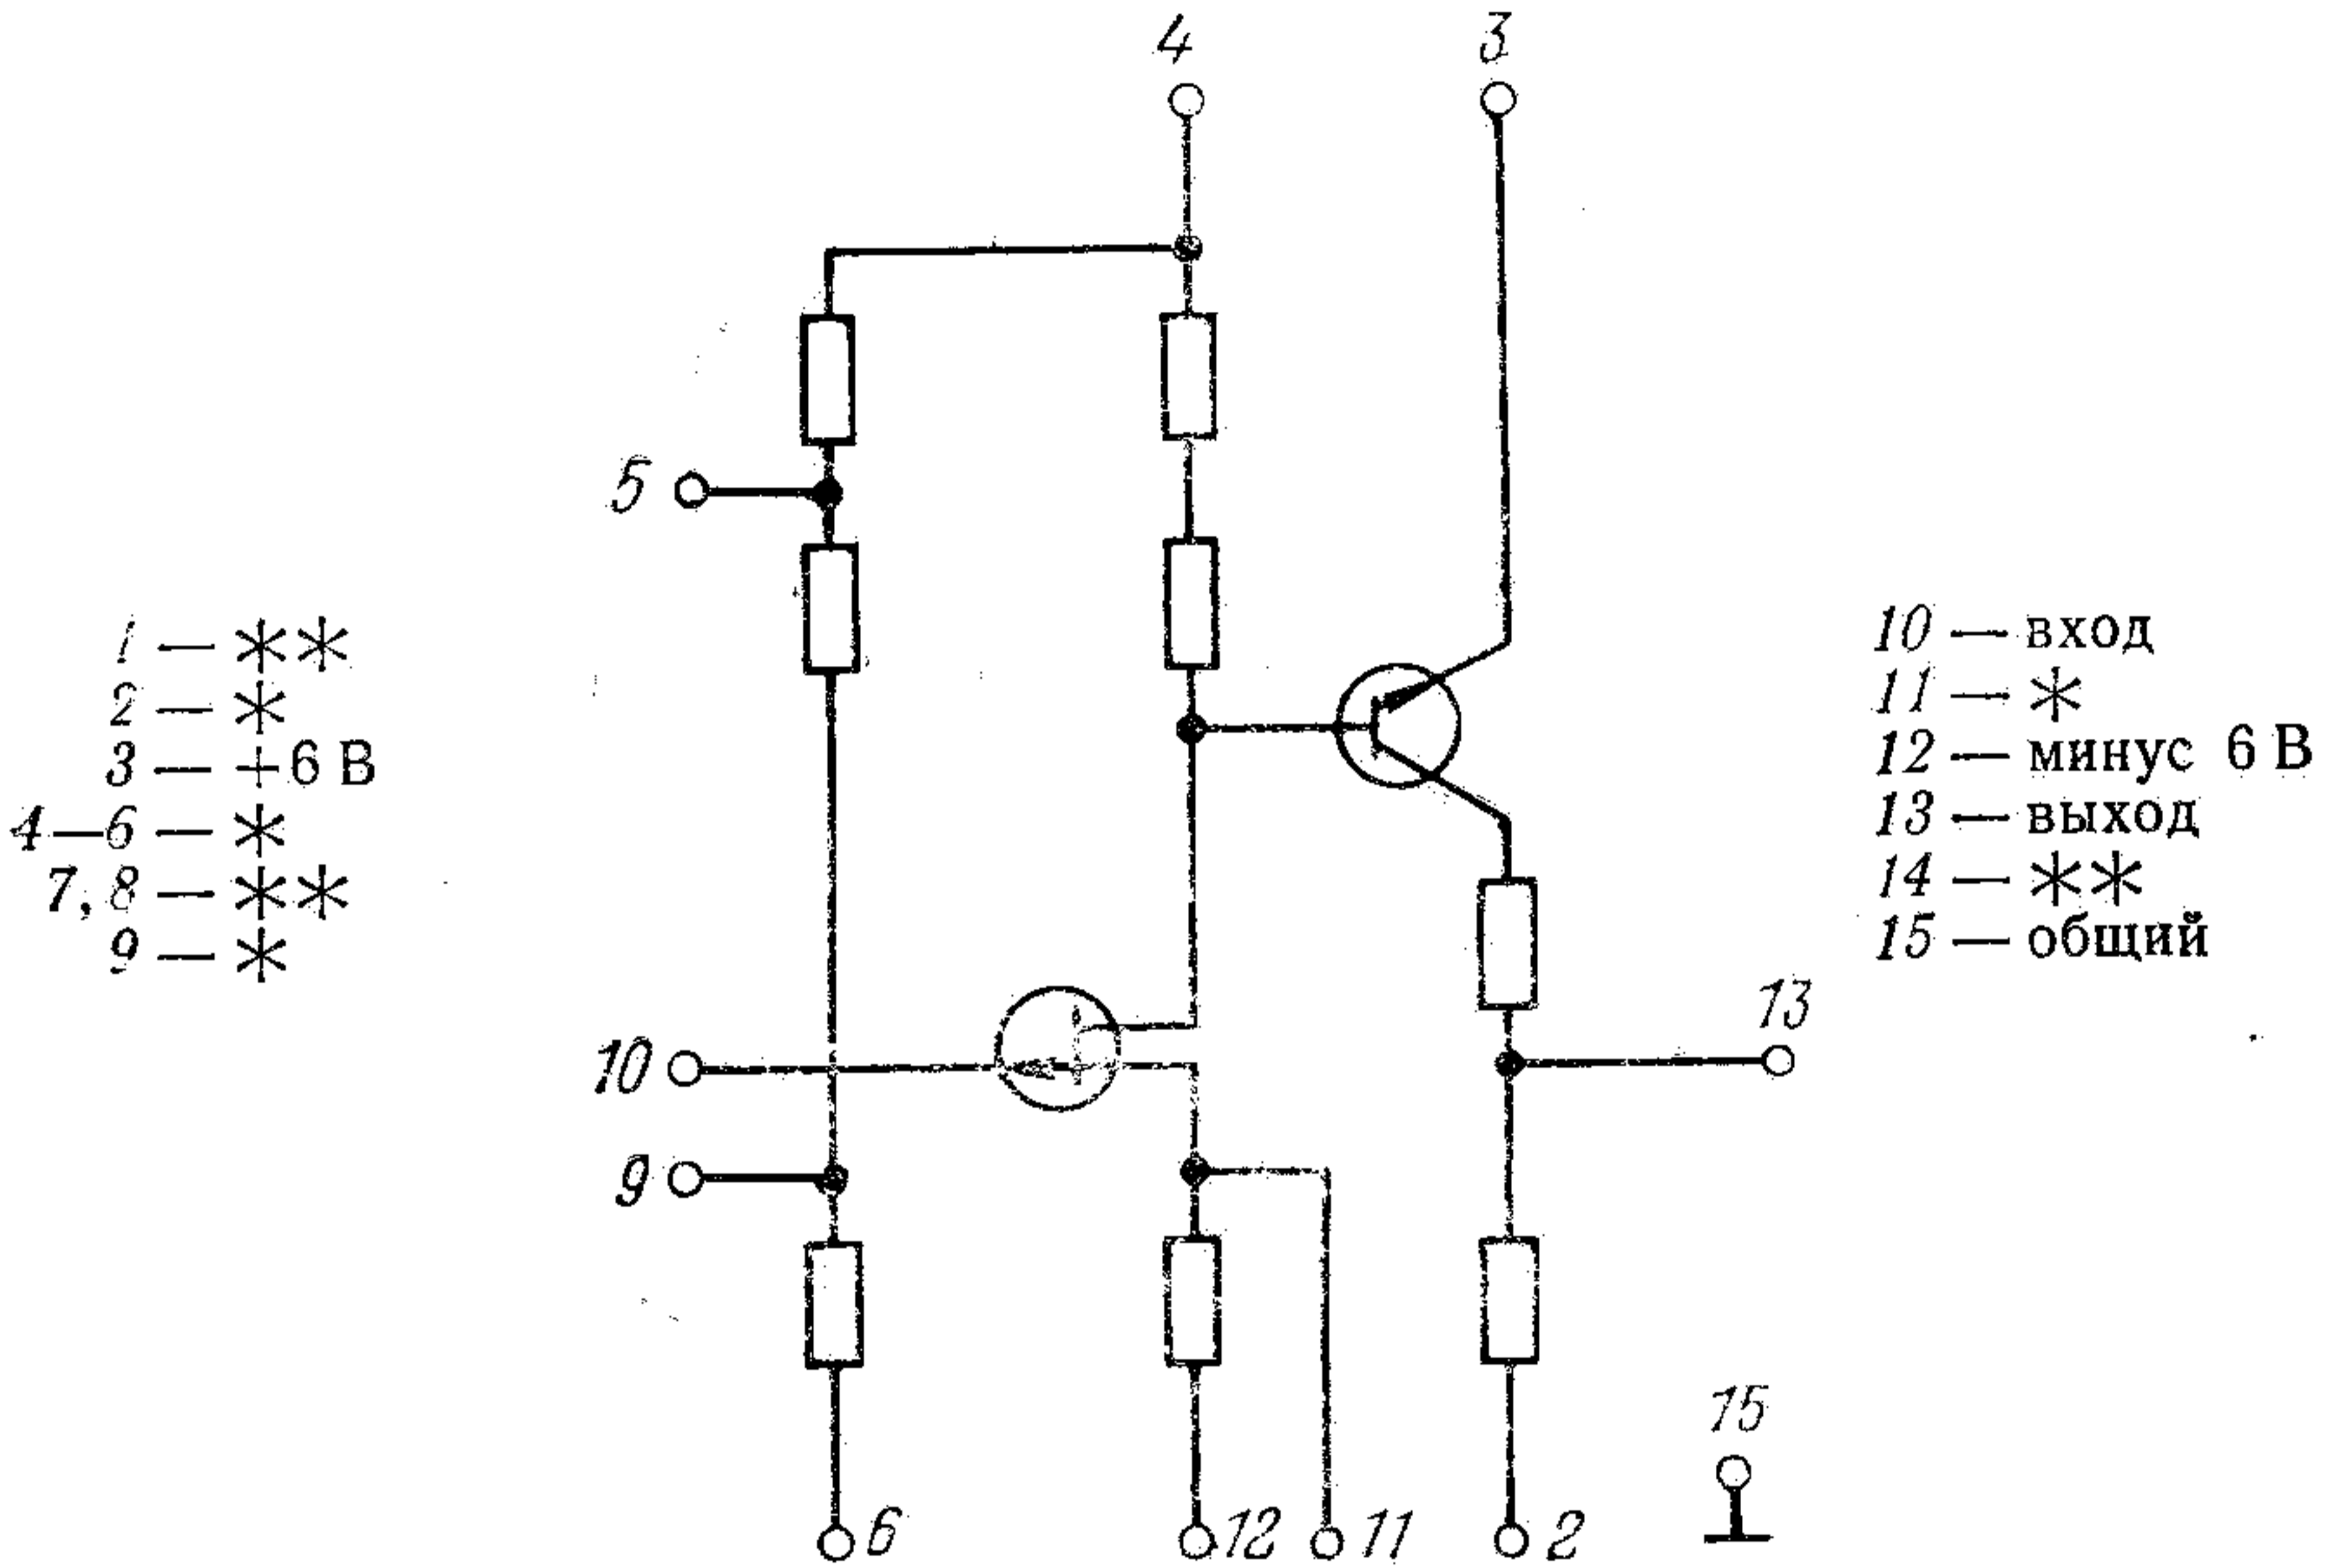 4
3
5
1 — **
2 — *
3 — +6 В
4—6 — *
7, 8 — **
9 — *
10 — вход
11 — *
12 — минус 6 В
13 — выход
14 — **
15 — общий
13
10
9
15
6
12
11
2